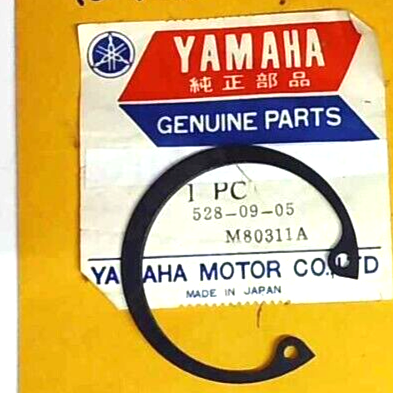 YAMAHA
純正部品
GENUINE PARTS
1 PC
528-09-05
M80311A
YAMAHA MOTOR CO.,LTD
MADE IN JAPAN